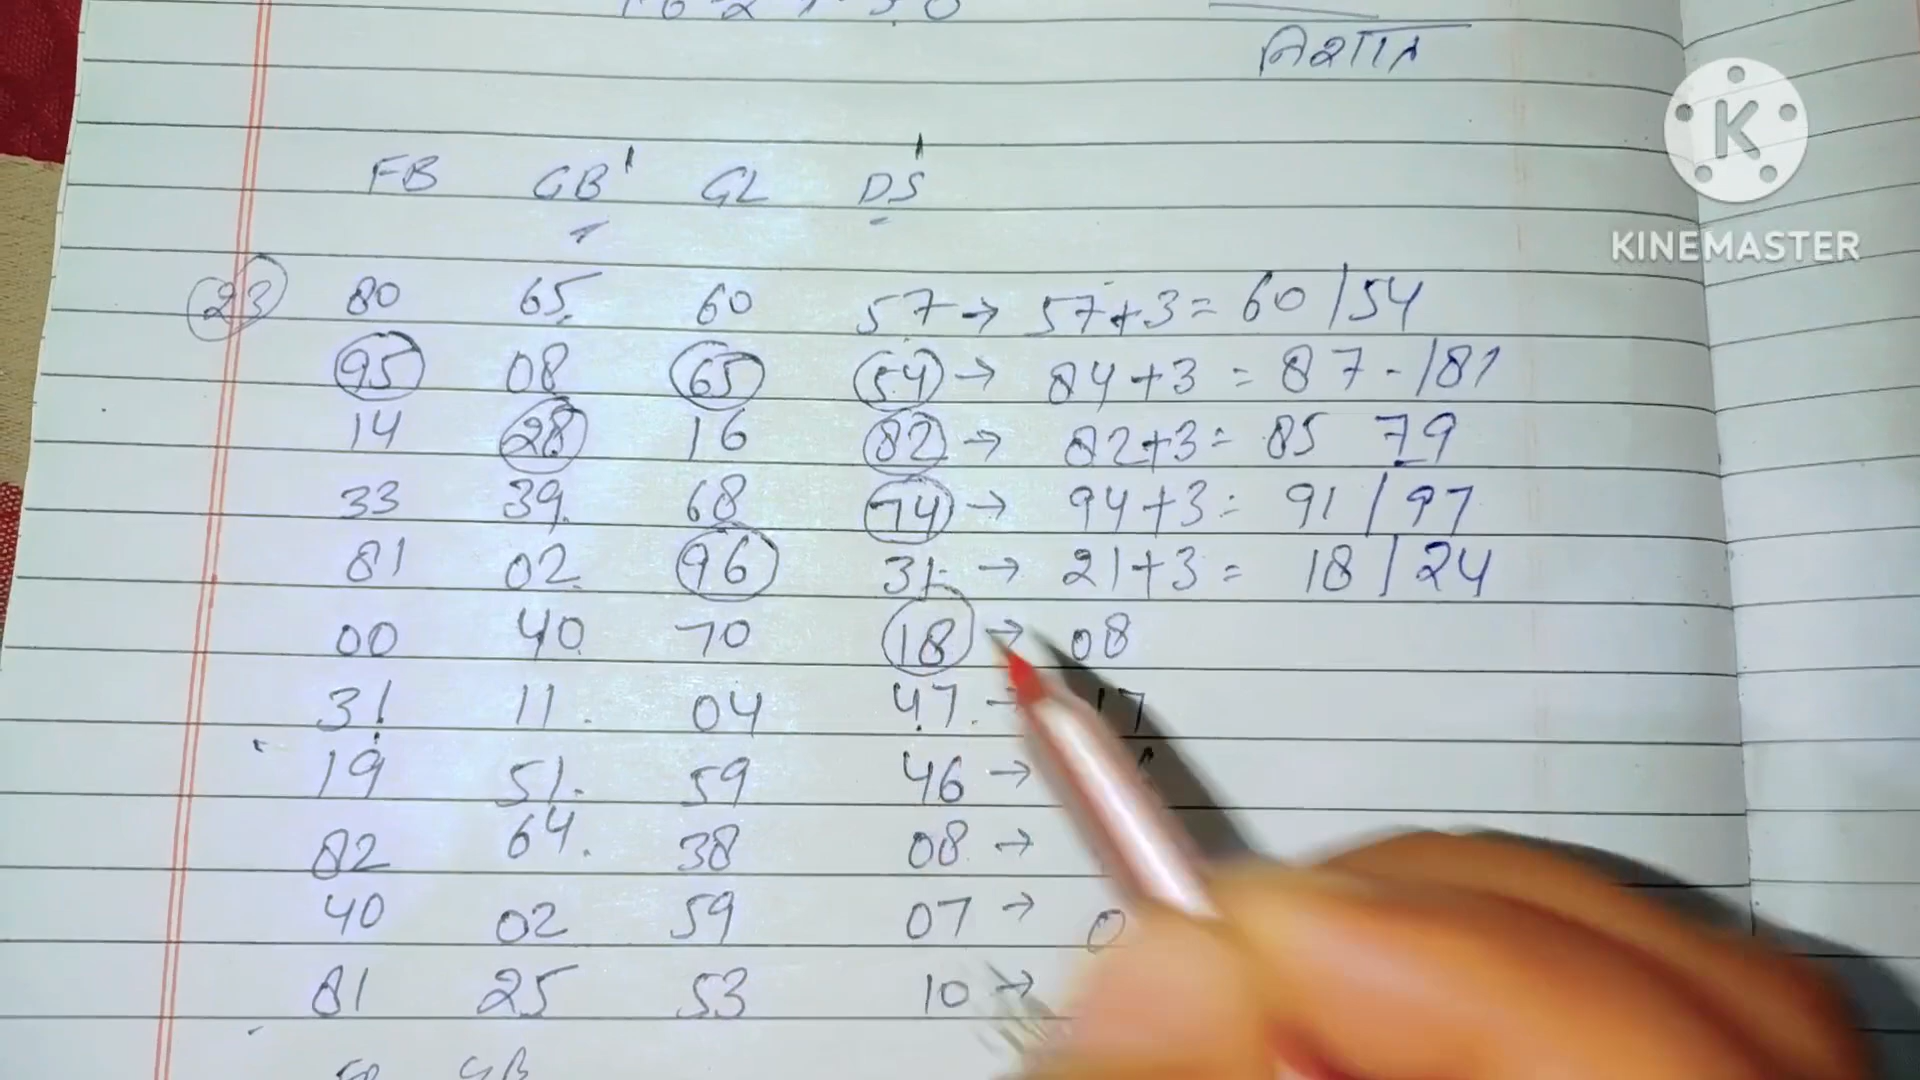 निशान
K
KINEMASTER
FB GB GL DS
23 80 65 60 57 → 57+3= 60 / 54
95 08 65 54 → 84+3 = 87 - / 81
14 28 16 82 → 82+3= 85 79
33 39. 68 74 → 94+3= 91 / 97
81 02. 96 31 → 21+3= 18 / 24
00 40 70 18 → 08
31 11. 04 47. → 17
19 51. 59 46 →
82 64. 38 08 →
40 02 59 07 → 0
81 25 53 10 →
GB